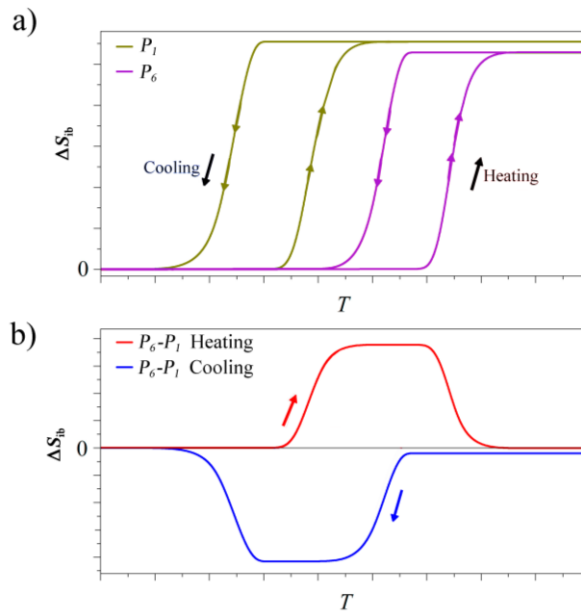 a)
P₁
P₆
Cooling
Heating
ΔSᵢb
0
T
b)
P₆-P₁ Heating
P₆-P₁ Cooling
ΔSᵢb
0
T